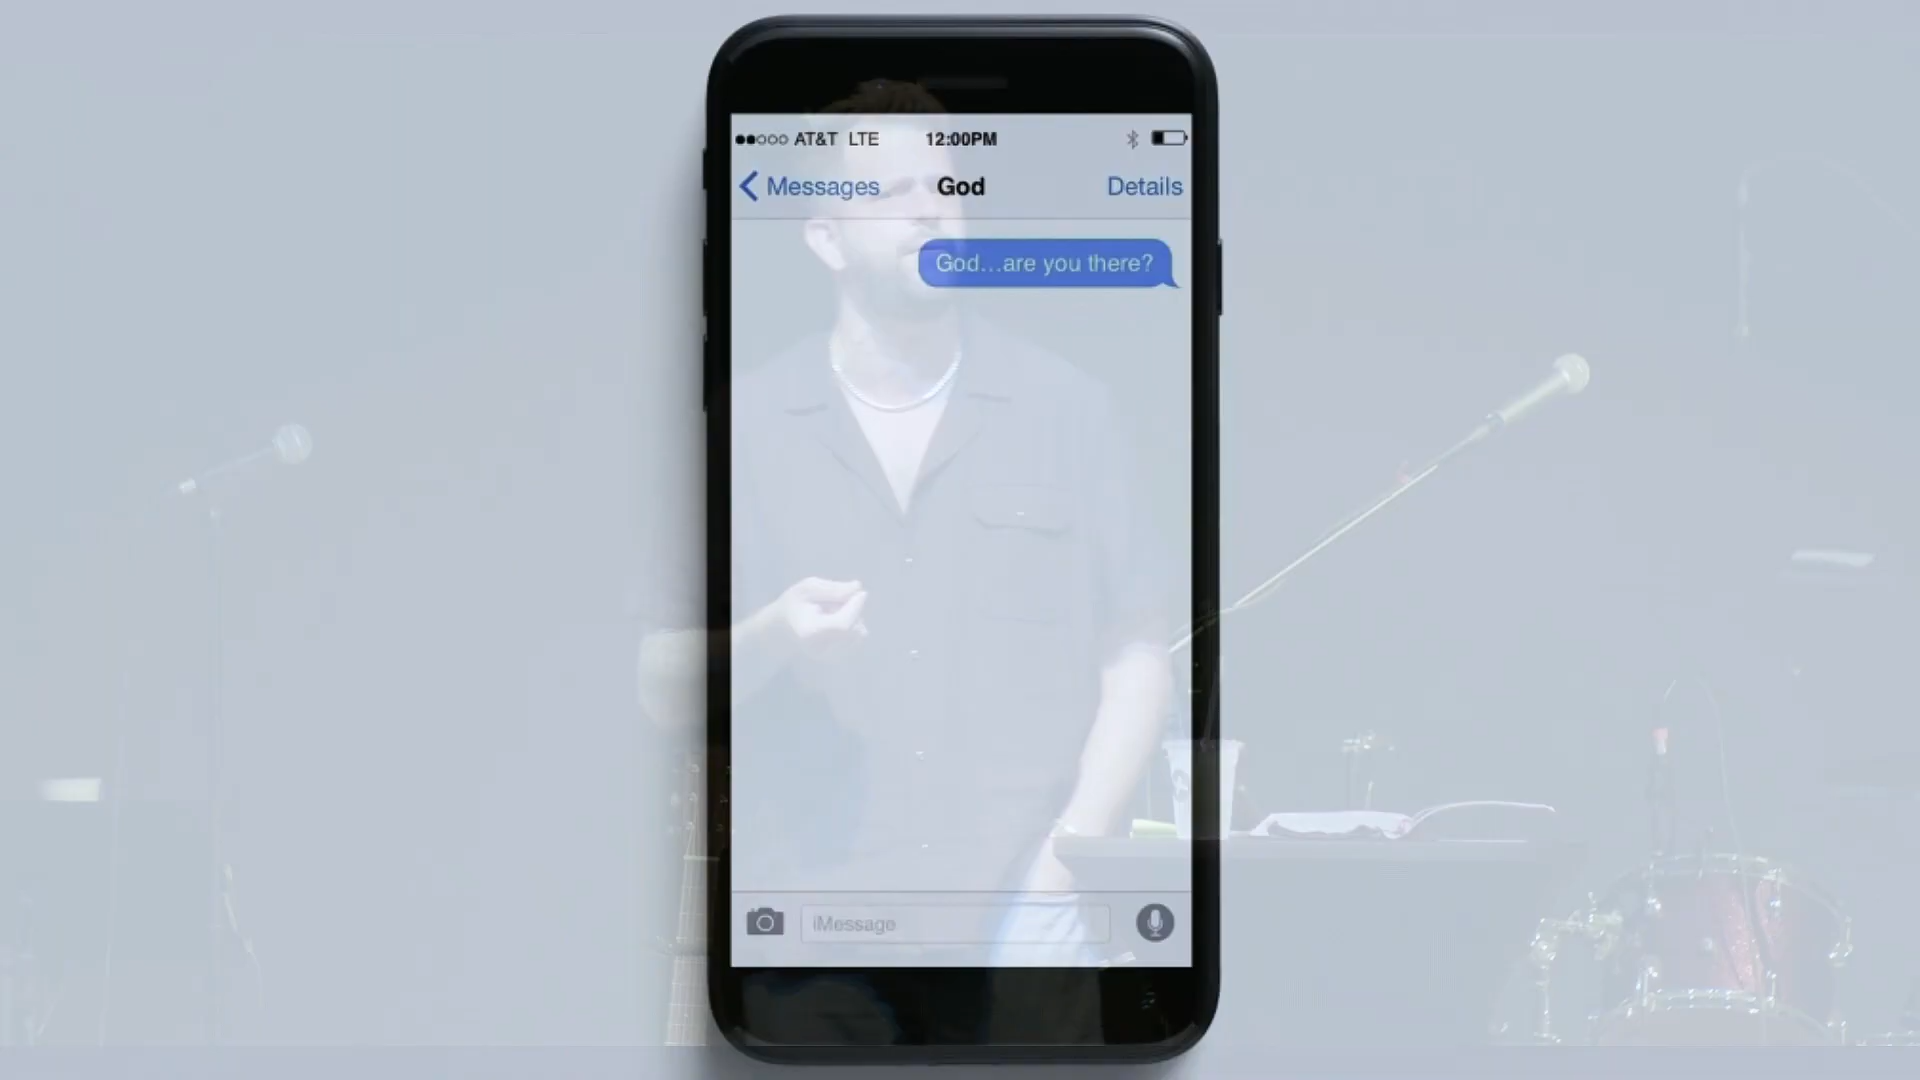 AT&T LTE 12:00PM
Messages God Details
God...are you there?
iMessage